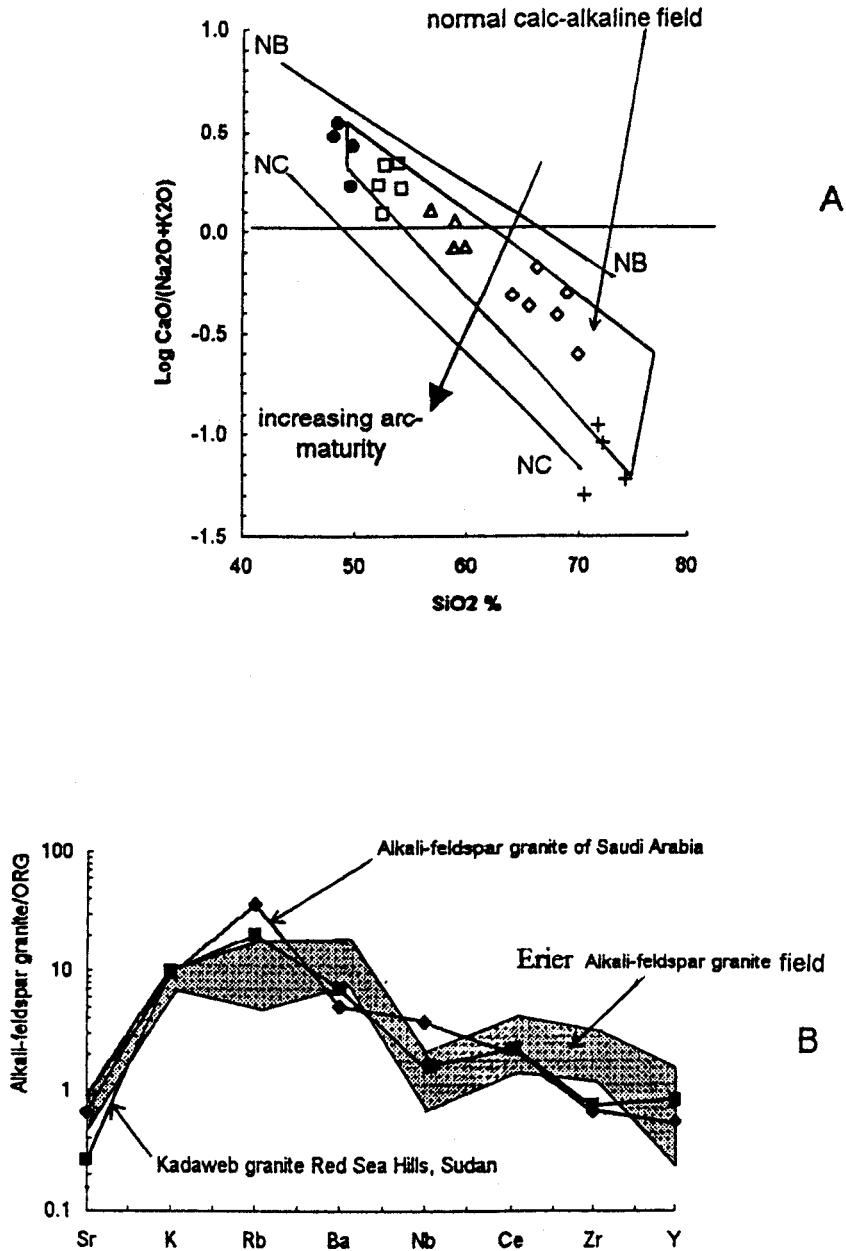 normal calc-alkaline field
A
1.0
0.5
0.0
-0.5
-1.0
-1.5
Log CaO/(Na2O+K2O)
NB
NC
NB
NC
increasing arc-
maturity
40
50
60
70
80
SiO2 %
B
100
10
1
0.1
Alkali-feldspar granite/ORG
Alkali-feldspar granite of Saudi Arabia
Erier Alkali-feldspar granite field
Kadaweb granite Red Sea Hills, Sudan
Sr
K
Rb
Ba
Nb
Ce
Zr
Y